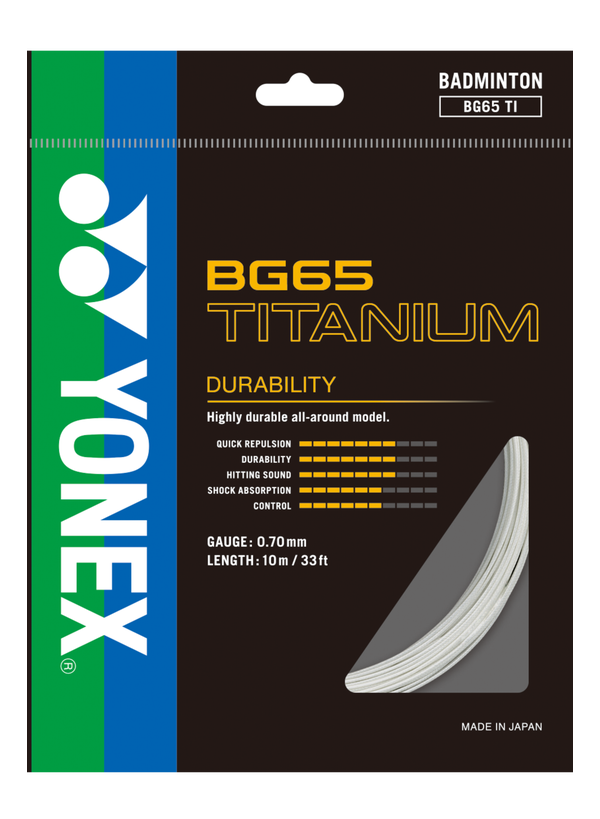 BADMINTON
BG65 TI
YONEX®
BG65
TITANIUM
DURABILITY
Highly durable all-around model.
QUICK REPULSION
DURABILITY
HITTING SOUND
SHOCK ABSORPTION
CONTROL
GAUGE: 0.70mm
LENGTH: 10m / 33ft
MADE IN JAPAN